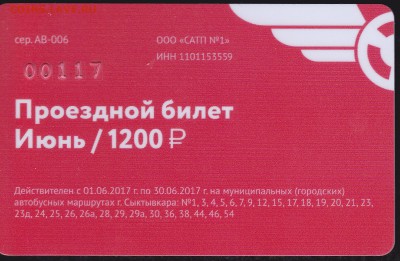 сер. АВ-006
ООО «САТП №1»
ИНН 1101153559
00117
Проездной билет
Июнь / 1200 ₽
Действителен с 01.06.2017 г. по 30.06.2017 г. на муниципальных (городских)
автобусных маршрутах г. Сыктывкара: №1, 3, 4, 5, 6, 7, 9, 12, 15, 17, 18, 19, 20, 21, 23,
23д, 24, 25, 26, 26а, 28, 29, 29а, 30, 36, 38, 44, 46, 54